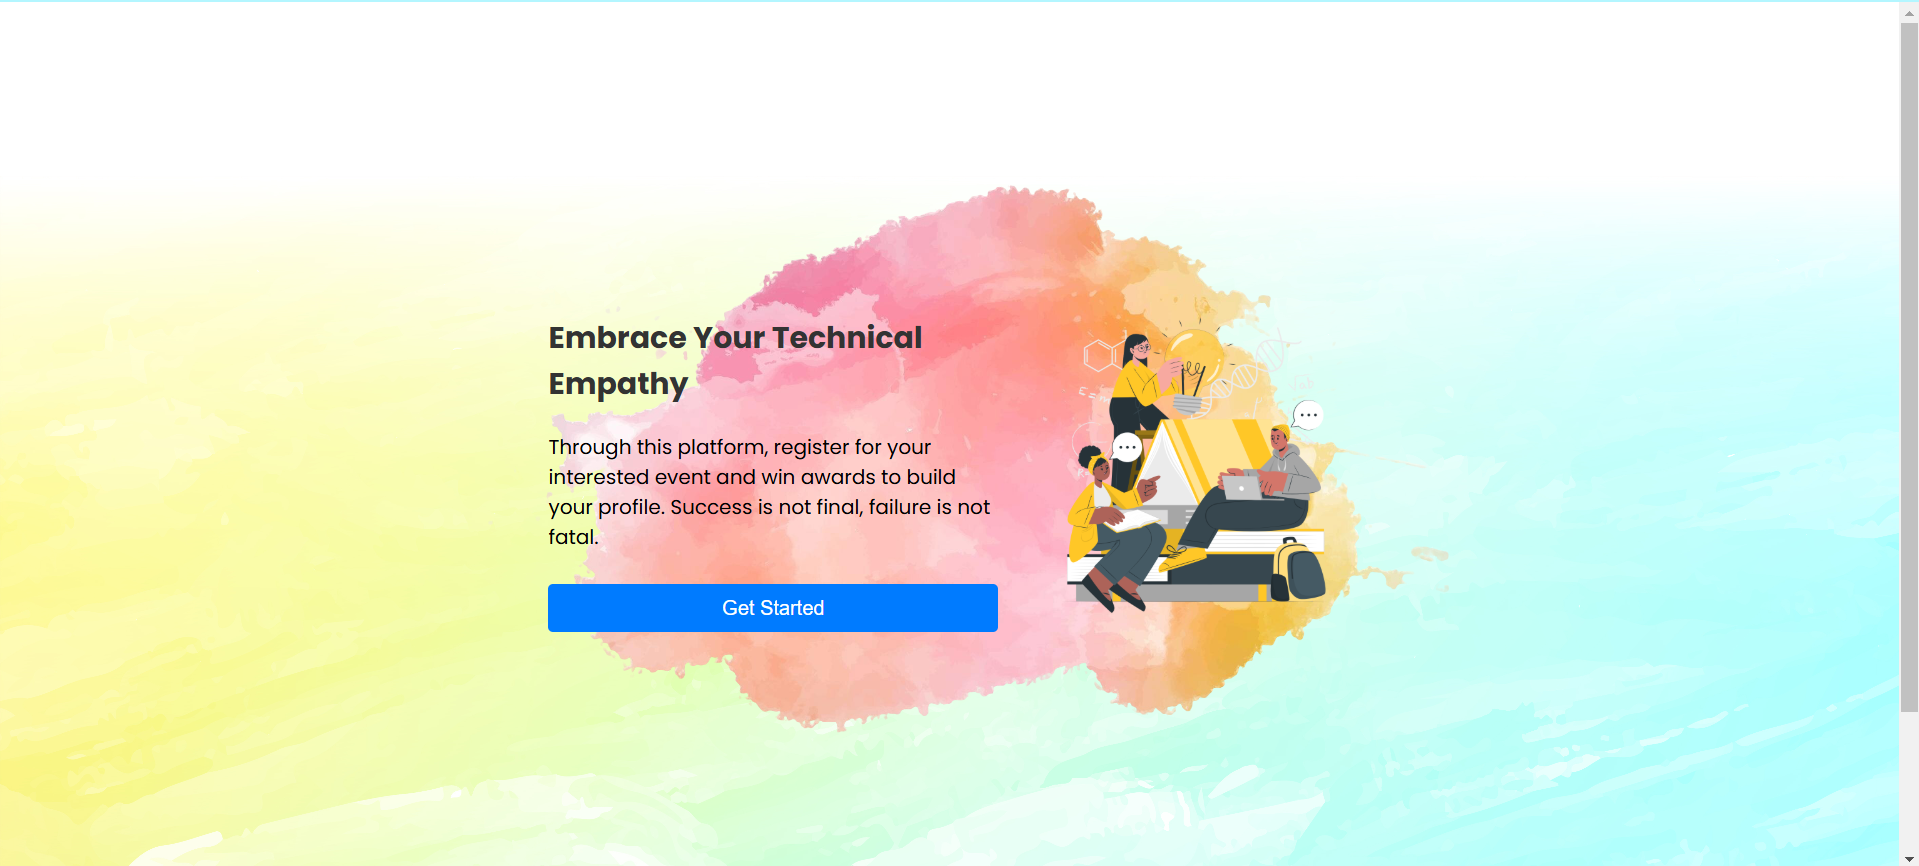 Embrace Your Technical
Empathy
Through this platform, register for your
interested event and win awards to build
your profile. Success is not final, failure is not
fatal.
Get Started